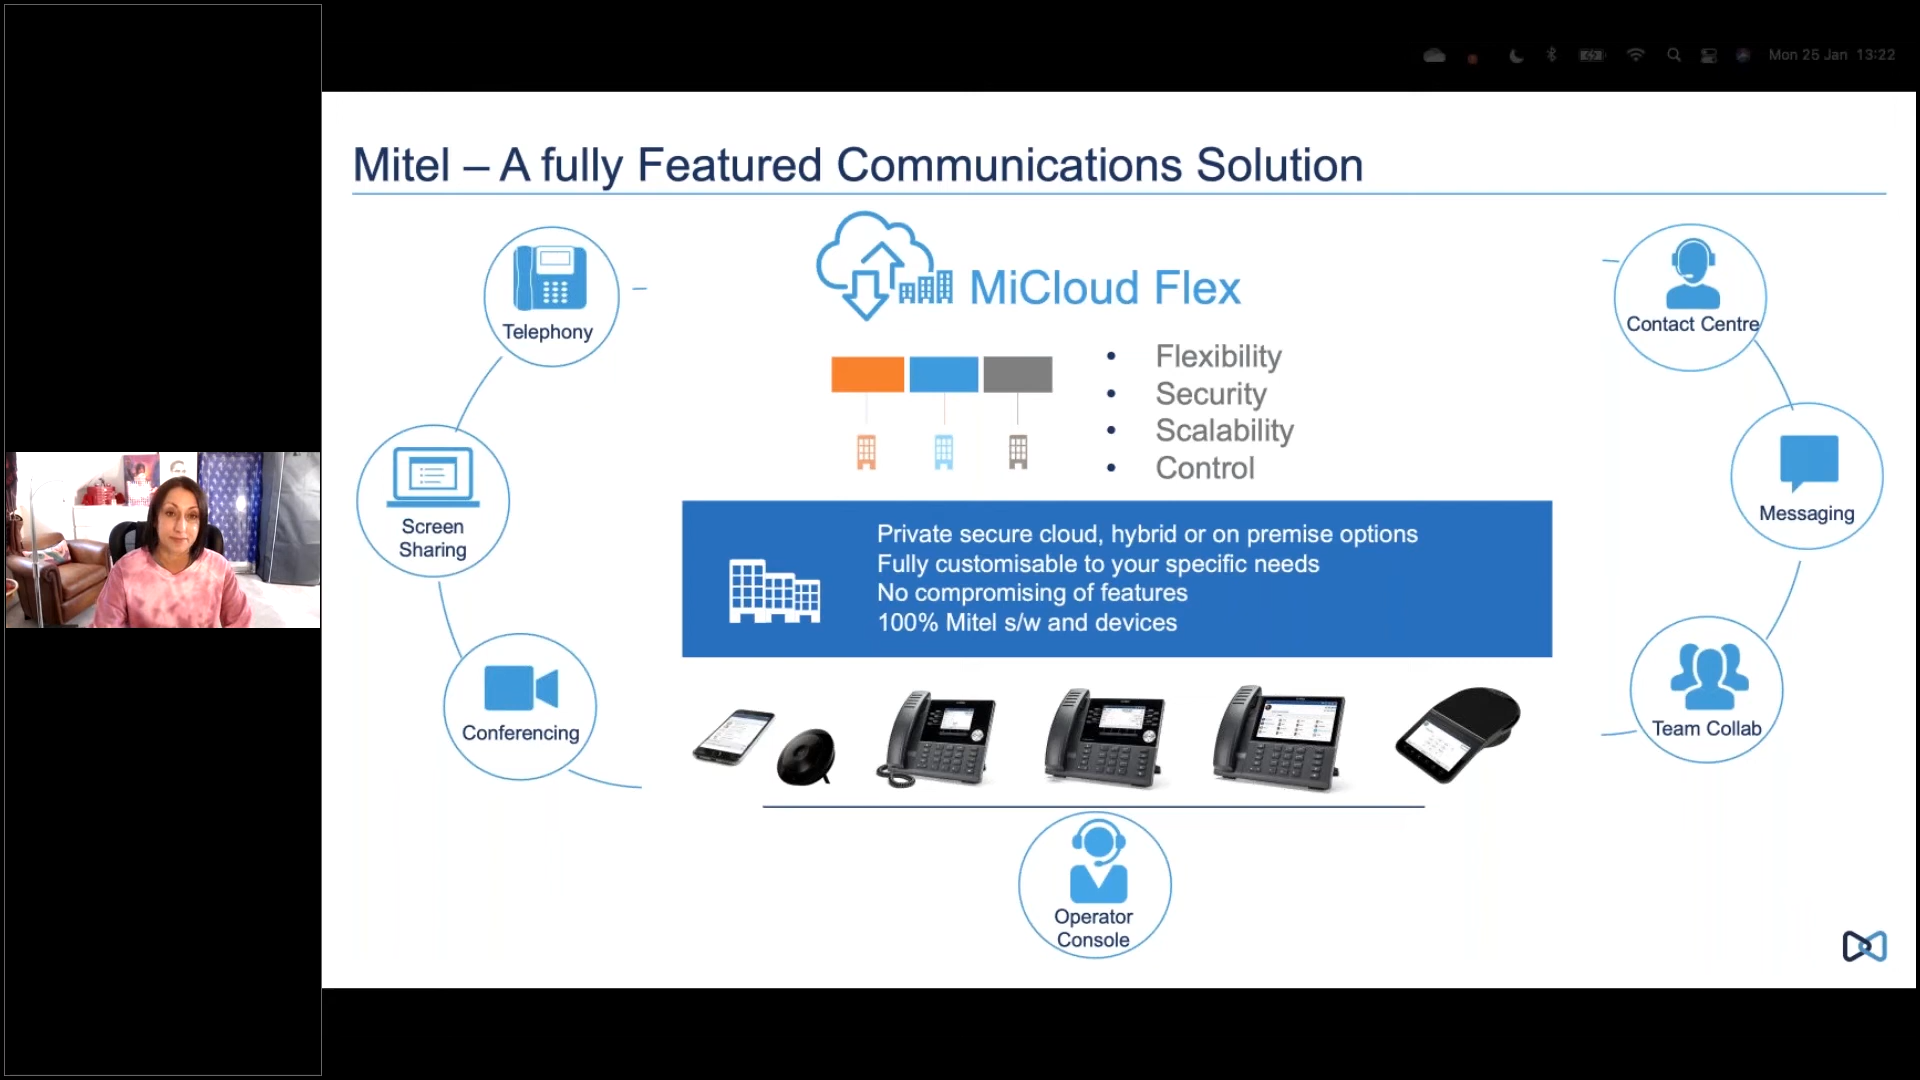 Mon 25 Jan 13:22
Mitel – A fully Featured Communications Solution
Telephony
MiCloud Flex
Contact Centre
• Flexibility
• Security
• Scalability
• Control
Screen
Sharing
Messaging
Private secure cloud, hybrid or on premise options
Fully customisable to your specific needs
No compromising of features
100% Mitel s/w and devices
Conferencing
Team Collab
Operator
Console